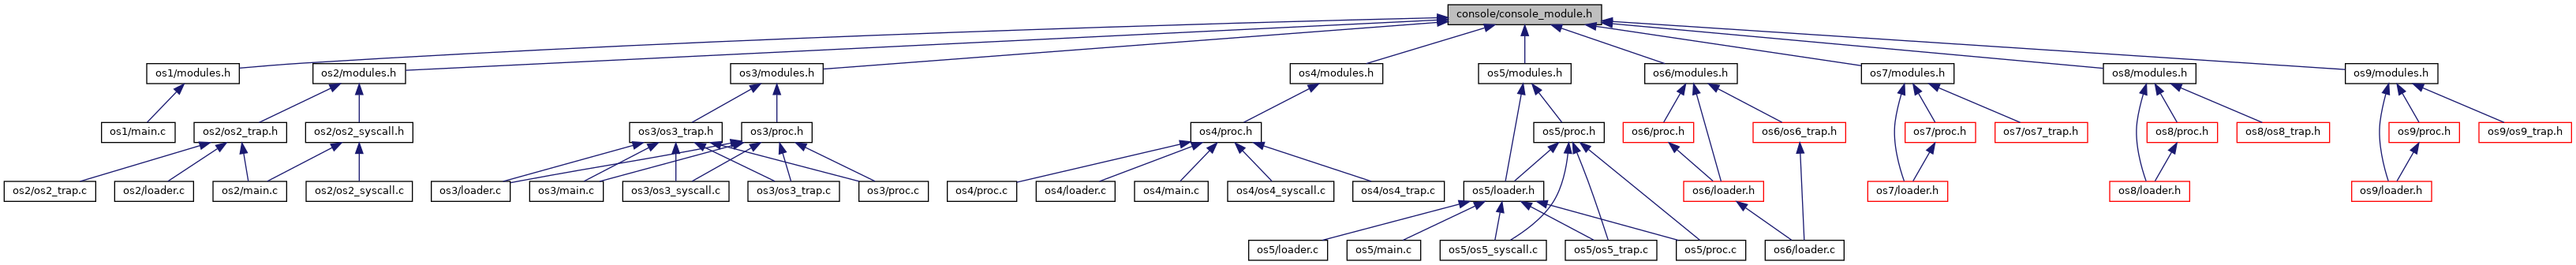 console/console_module.h
os1/modules.h
os2/modules.h
os3/modules.h
os4/modules.h
os5/modules.h
os6/modules.h
os7/modules.h
os8/modules.h
os9/modules.h
os1/main.c
os2/os2_trap.h
os2/os2_syscall.h
os3/os3_trap.h
os3/proc.h
os4/proc.h
os5/proc.h
os6/proc.h
os6/os6_trap.h
os7/proc.h
os7/os7_trap.h
os8/proc.h
os8/os8_trap.h
os9/proc.h
os9/os9_trap.h
os2/os2_trap.c
os2/loader.c
os2/main.c
os2/os2_syscall.c
os3/loader.c
os3/main.c
os3/os3_syscall.c
os3/os3_trap.c
os3/proc.c
os4/proc.c
os4/loader.c
os4/main.c
os4/os4_syscall.c
os4/os4_trap.c
os5/loader.h
os6/loader.h
os7/loader.h
os8/loader.h
os9/loader.h
os5/loader.c
os5/main.c
os5/os5_syscall.c
os5/os5_trap.c
os5/proc.c
os6/loader.c